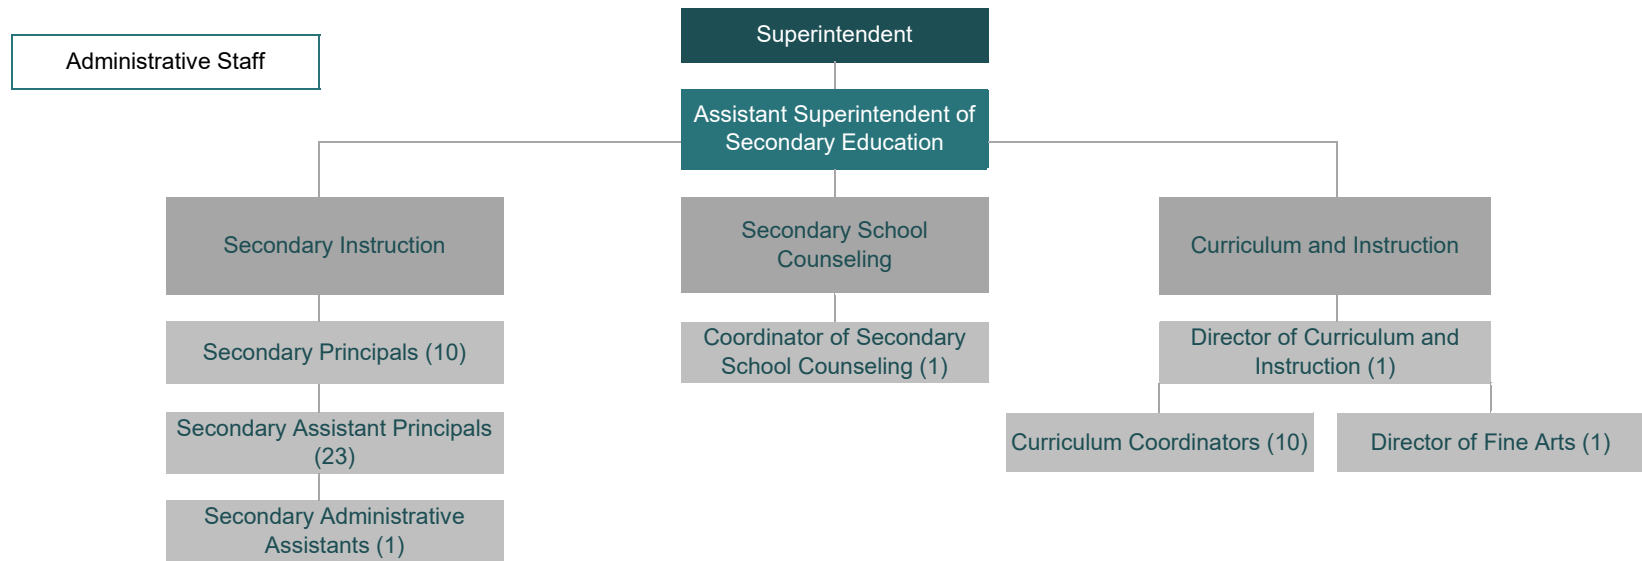 Superintendent
Administrative Staff
Assistant Superintendent of
Secondary Education
Secondary Instruction
Secondary School
Counseling
Curriculum and Instruction
Secondary Principals (10)
Coordinator of Secondary
School Counseling (1)
Director of Curriculum and
Instruction (1)
Secondary Assistant Principals
(23)
Curriculum Coordinators (10)
Director of Fine Arts (1)
Secondary Administrative
Assistants (1)